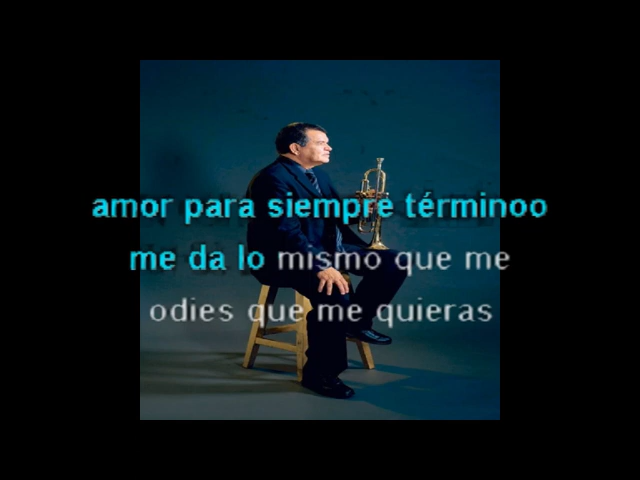 amor para siempre términoo
me da lo mismo que me
odies que me quieras